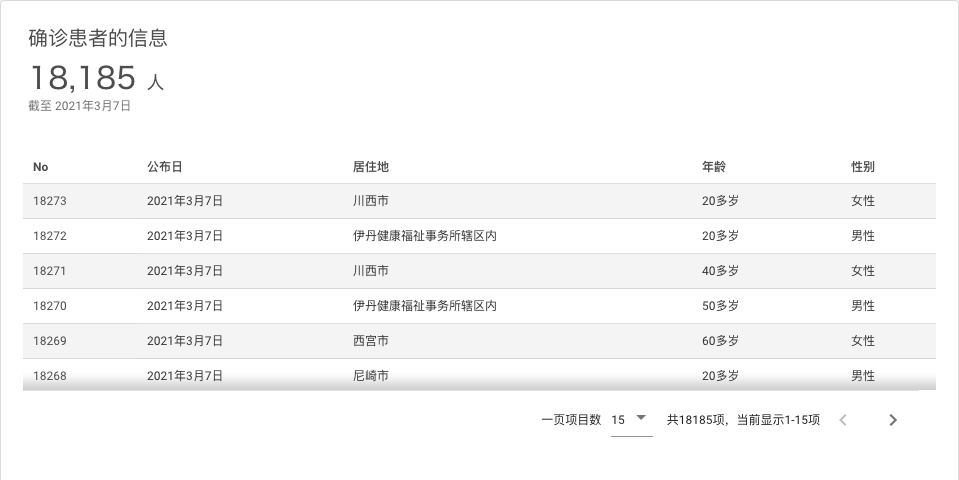 确诊患者的信息
18,185 人
截至 2021年3月7日
No 公布日 居住地 年龄 性别
18273 2021年3月7日 川西市 20多岁 女性
18272 2021年3月7日 伊丹健康福祉事务所辖区内 20多岁 男性
18271 2021年3月7日 川西市 40多岁 女性
18270 2021年3月7日 伊丹健康福祉事务所辖区内 50多岁 男性
18269 2021年3月7日 西宫市 60多岁 女性
18268 2021年3月7日 尼崎市 20多岁 男性
一页项目数 15 共18185项，当前显示1-15项